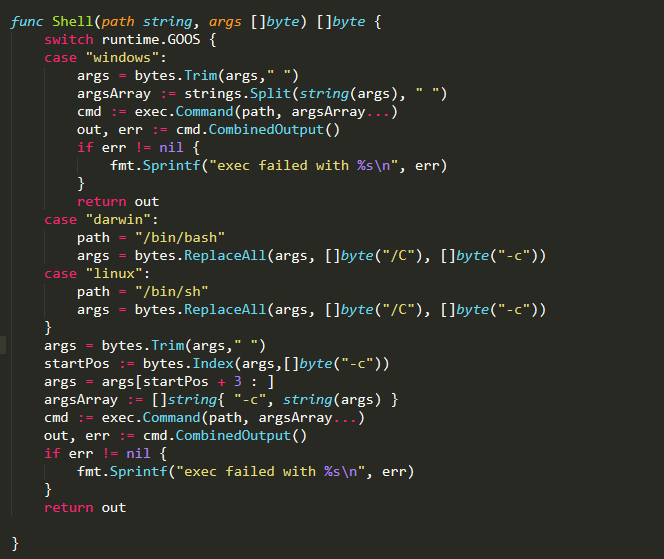 func Shell(path string, args []byte) []byte {
    switch runtime.GOOS {
    case "windows":
        args = bytes.Trim(args," ")
        argsArray := strings.Split(string(args), " ")
        cmd := exec.Command(path, argsArray...)
        out, err := cmd.CombinedOutput()
        if err != nil {
            fmt.Sprintf("exec failed with %s\n", err)
        }
        return out
    case "darwin":
        path = "/bin/bash"
        args = bytes.ReplaceAll(args, []byte("/C"), []byte("-c"))
    case "linux":
        path = "/bin/sh"
        args = bytes.ReplaceAll(args, []byte("/C"), []byte("-c"))
    }
    args = bytes.Trim(args," ")
    startPos := bytes.Index(args,[]byte("-c"))
    args = args[startPos + 3 : ]
    argsArray := []string{ "-c", string(args) }
    cmd := exec.Command(path, argsArray...)
    out, err := cmd.CombinedOutput()
    if err != nil {
        fmt.Sprintf("exec failed with %s\n", err)
    }
    return out

}